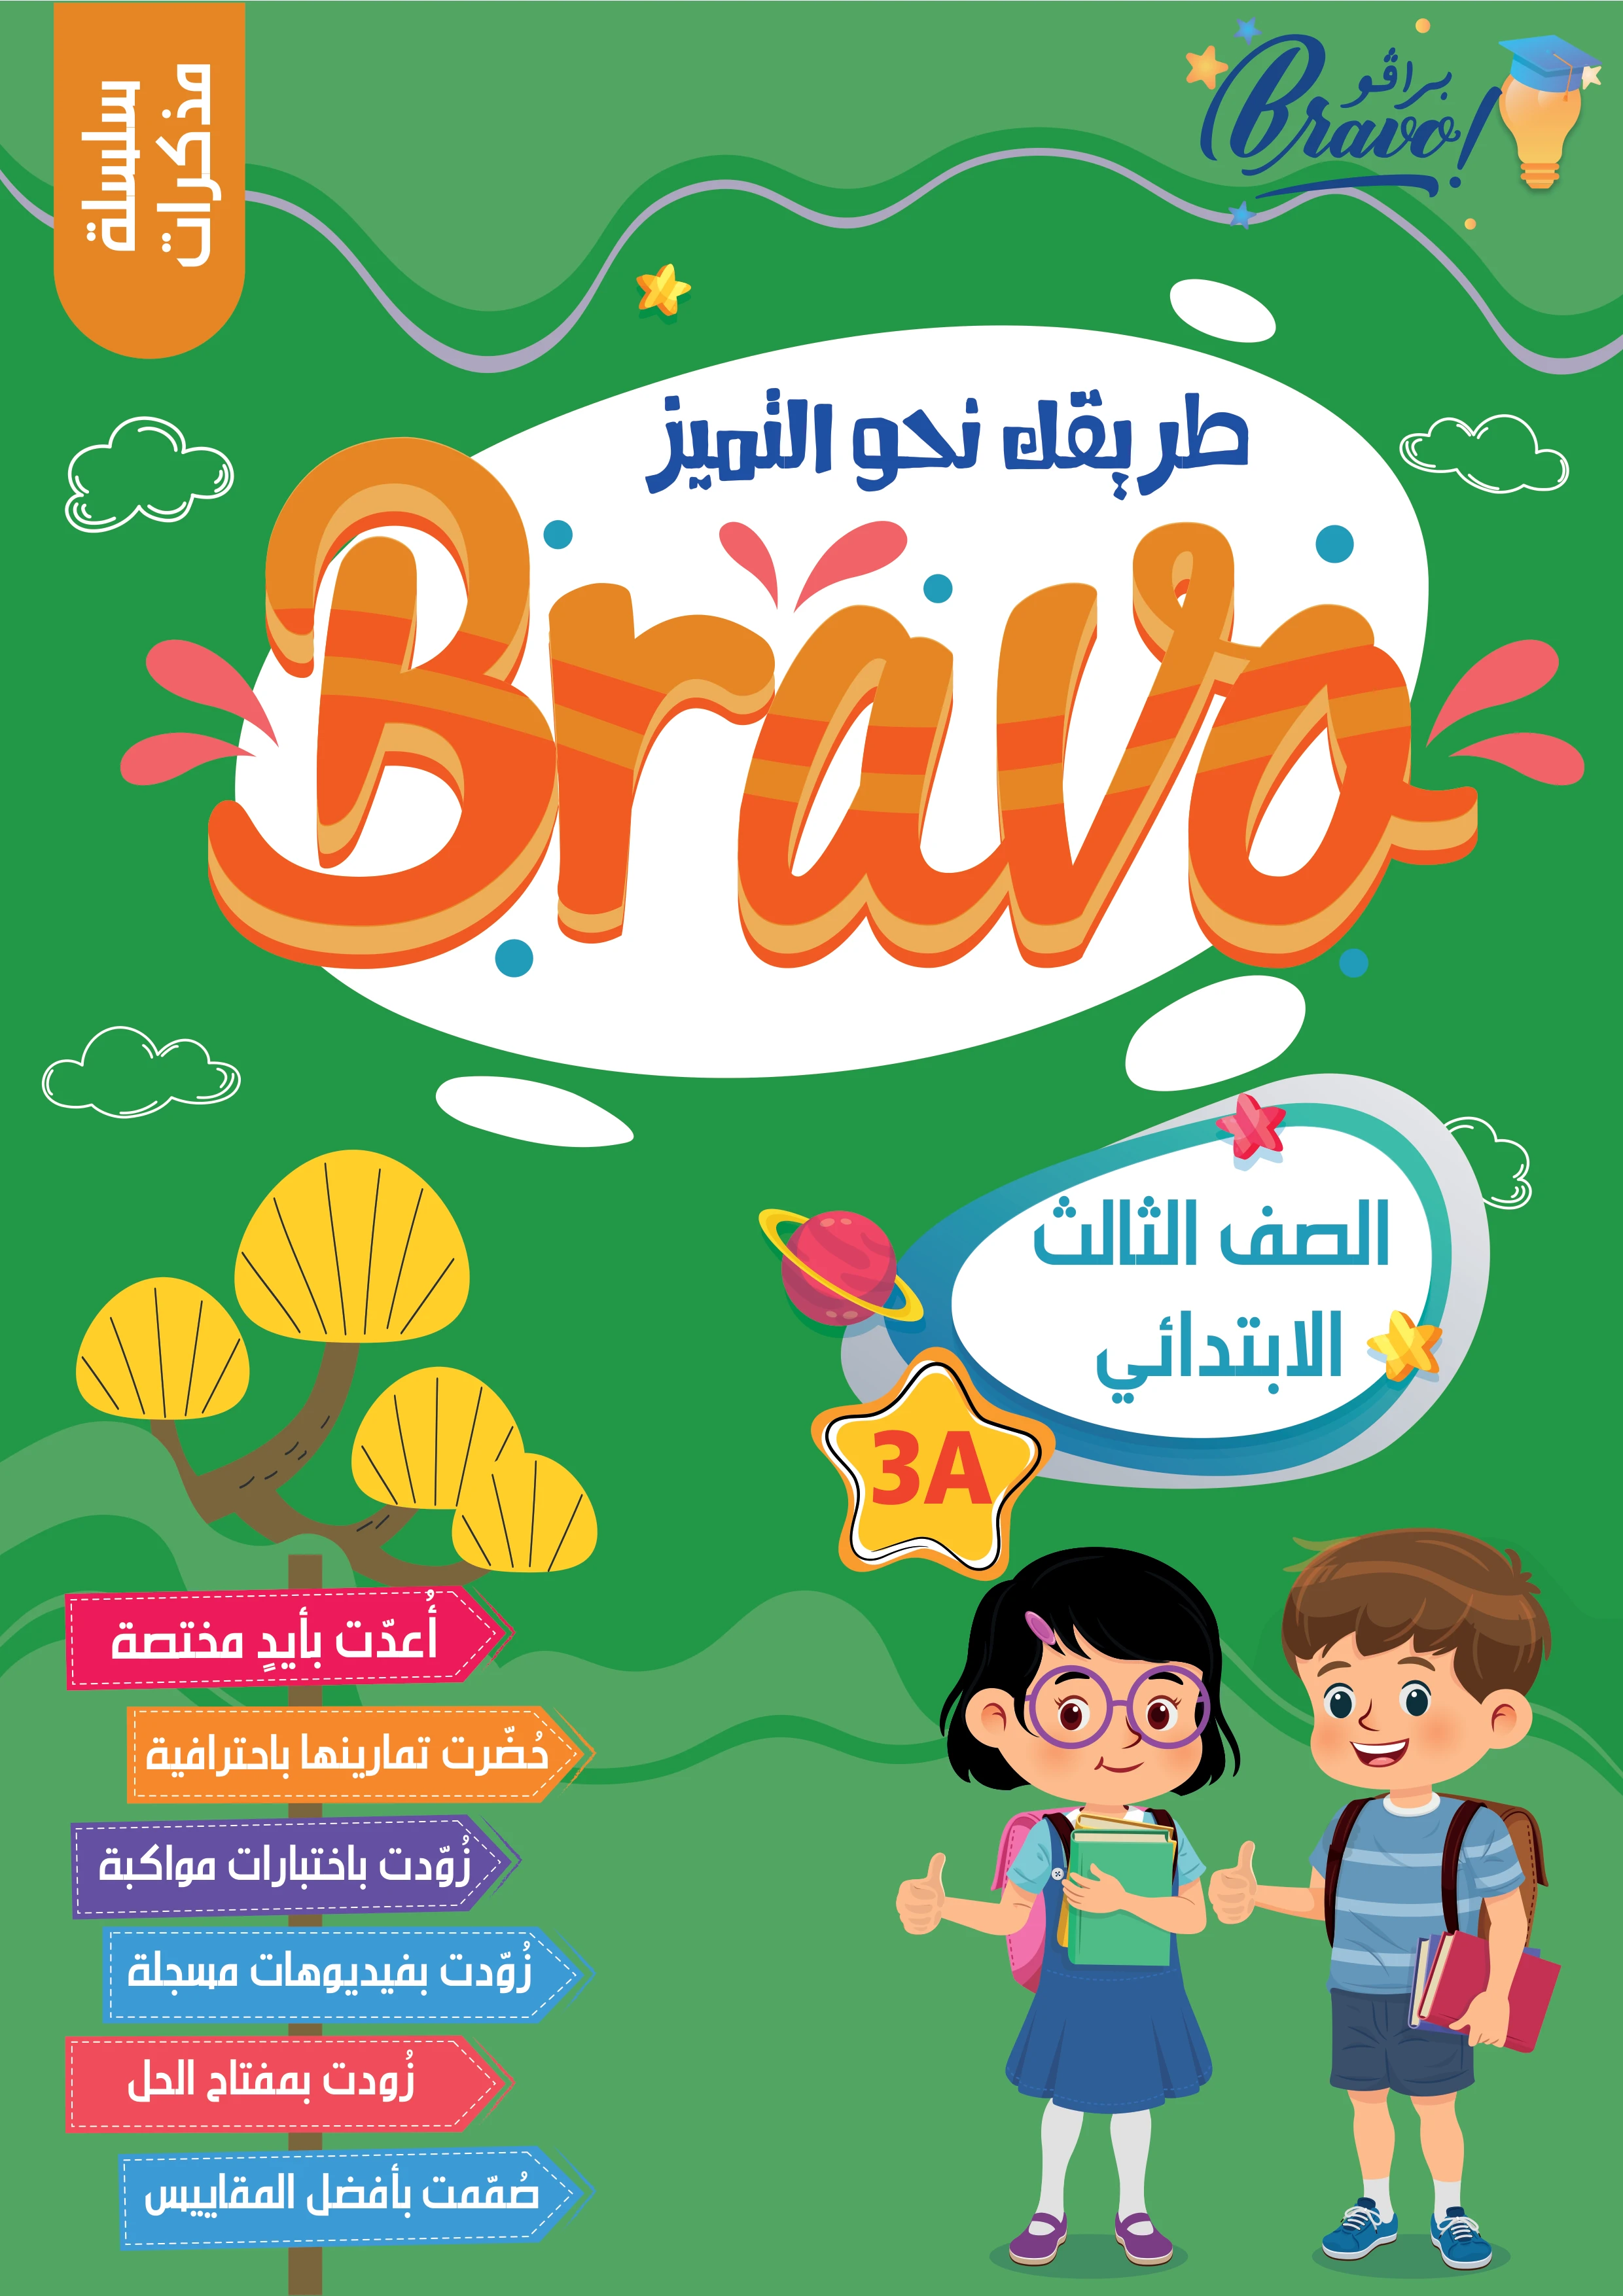 سلسلة
مذكرات
براڤو
Bravo!
طريقك نحو التميز
Bravo
الصف الثالث
الابتدائي
3A
أُعدّت بأيدٍ مختصة
حُضّرت تمارينها باحترافية
زُوّدت باختبارات مواكبة
زُوّدت بفيديوهات مسجلة
زُودت بمفتاح الحل
صُمّمت بأفضل المقاييس